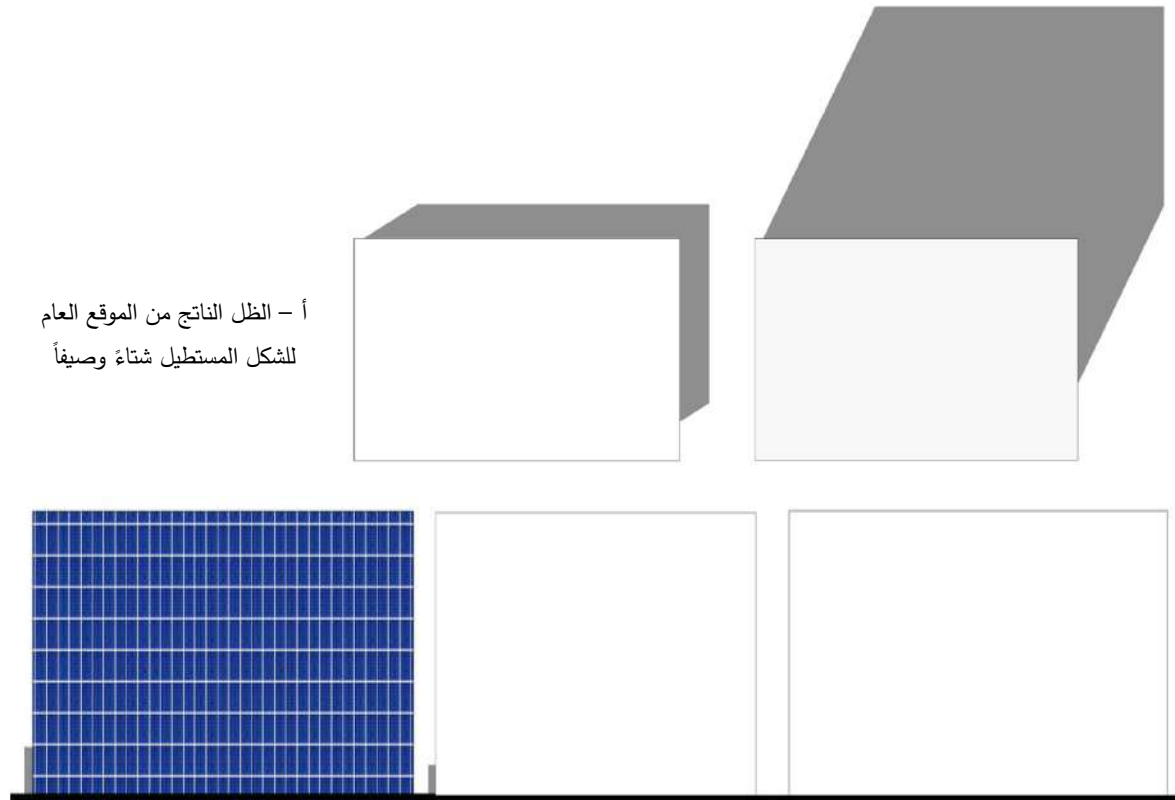 أ – الظل الناتج من الموقع العام
للشكل المستطيل شتاءً وصيفاً